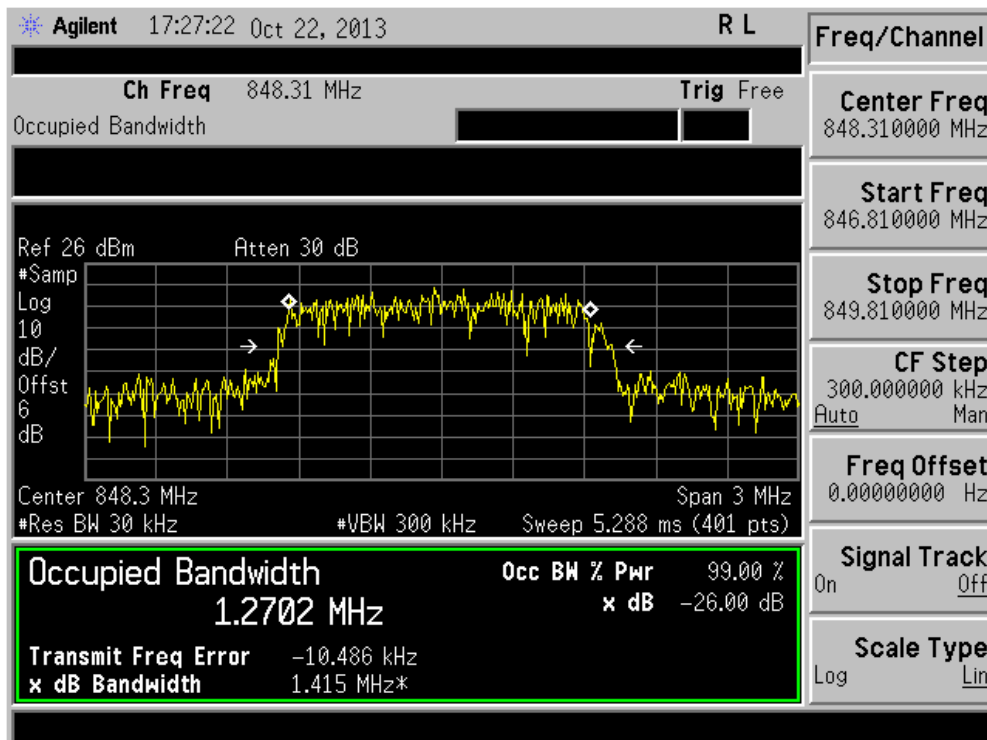 Agilent 17:27:22 Oct 22, 2013 R L
Ch Freq 848.31 MHz Trig Free
Occupied Bandwidth
Ref 26 dBm Atten 30 dB
#Samp
Log
10
dB/
Offst
6
dB
Center 848.3 MHz Span 3 MHz
#Res BW 30 kHz #VBW 300 kHz Sweep 5.288 ms (401 pts)
Occupied Bandwidth
1.2702 MHz
Occ BW % Pwr 99.00 %
x dB -26.00 dB
Transmit Freq Error -10.486 kHz
x dB Bandwidth 1.415 MHz*
Freq/Channel
Center Freq
848.310000 MHz
Start Freq
846.810000 MHz
Stop Freq
849.810000 MHz
CF Step
300.000000 kHz
Auto Man
Freq Offset
0.00000000 Hz
Signal Track
On Off
Scale Type
Log Lin